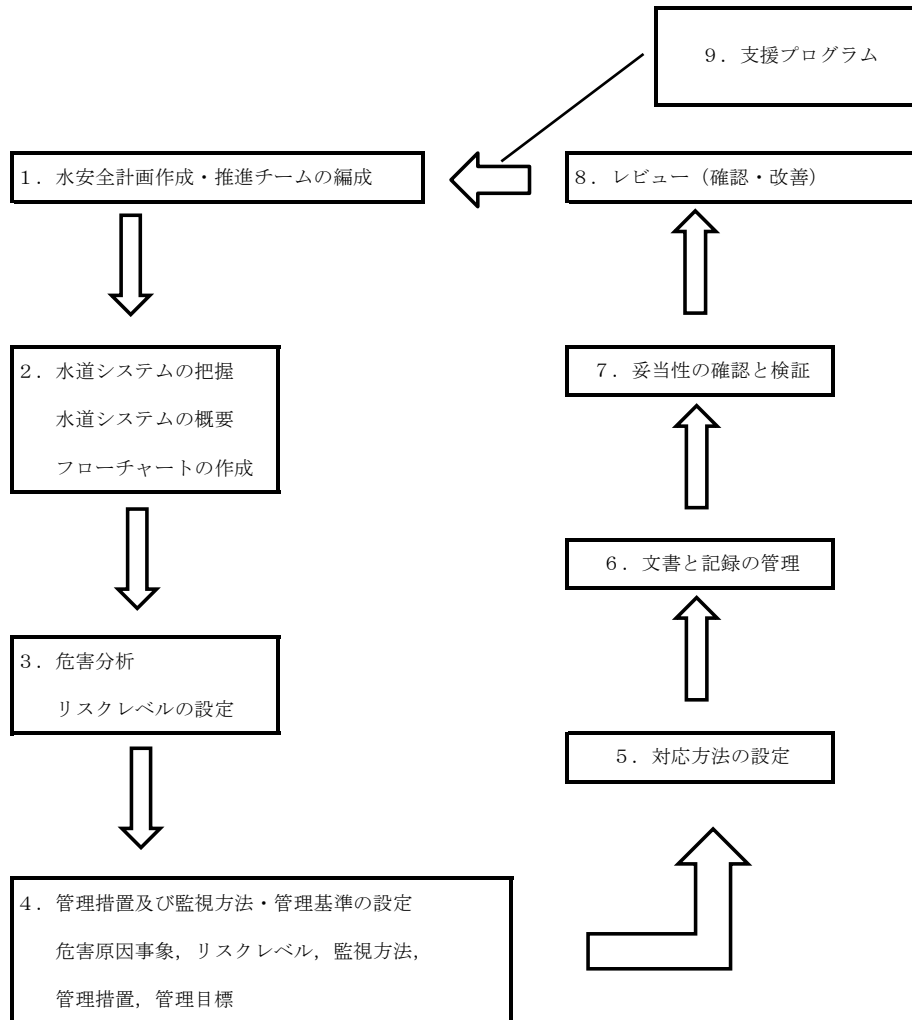 9．支援プログラム
1．水安全計画作成・推進チームの編成
8．レビュー（確認・改善）
2．水道システムの把握
水道システムの概要
フローチャートの作成
7．妥当性の確認と検証
6．文書と記録の管理
3．危害分析
リスクレベルの設定
5．対応方法の設定
4．管理措置及び監視方法・管理基準の設定
危害原因事象，リスクレベル，監視方法，
管理措置，管理目標